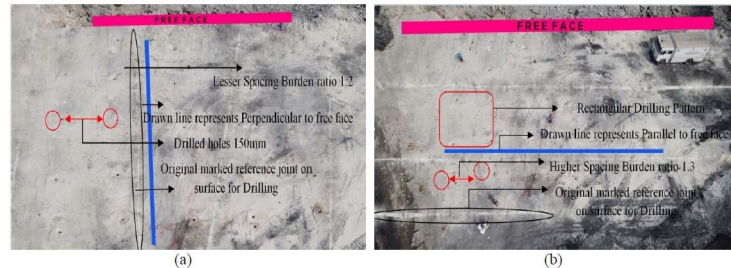 FREE FACE
Lesser Spacing Burden ratio 1.2
Drawn line represents Perpendicular to free face
Drilled holes 150mm
Original marked reference joint on
surface for Drilling
(a)
FREE FACE
Rectangular Drilling Pattern
Drawn line represents Parallel to free face
Higher Spacing Burden ratio 1.3
Original marked reference joint
on surface for Drilling
(b)